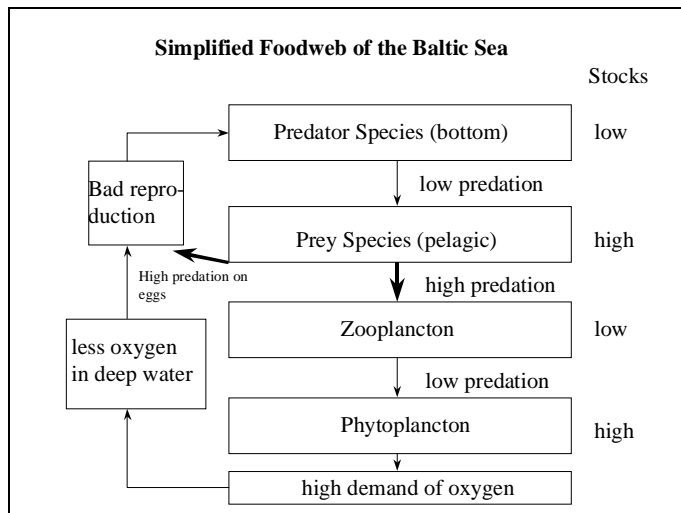 Simplified Foodweb of the Baltic Sea
Stocks
Predator Species (bottom)
low
low predation
Bad repro-
duction
Prey Species (pelagic)
high
High predation on
eggs
high predation
Zooplancton
low
less oxygen
in deep water
low predation
Phytoplancton
high
high demand of oxygen